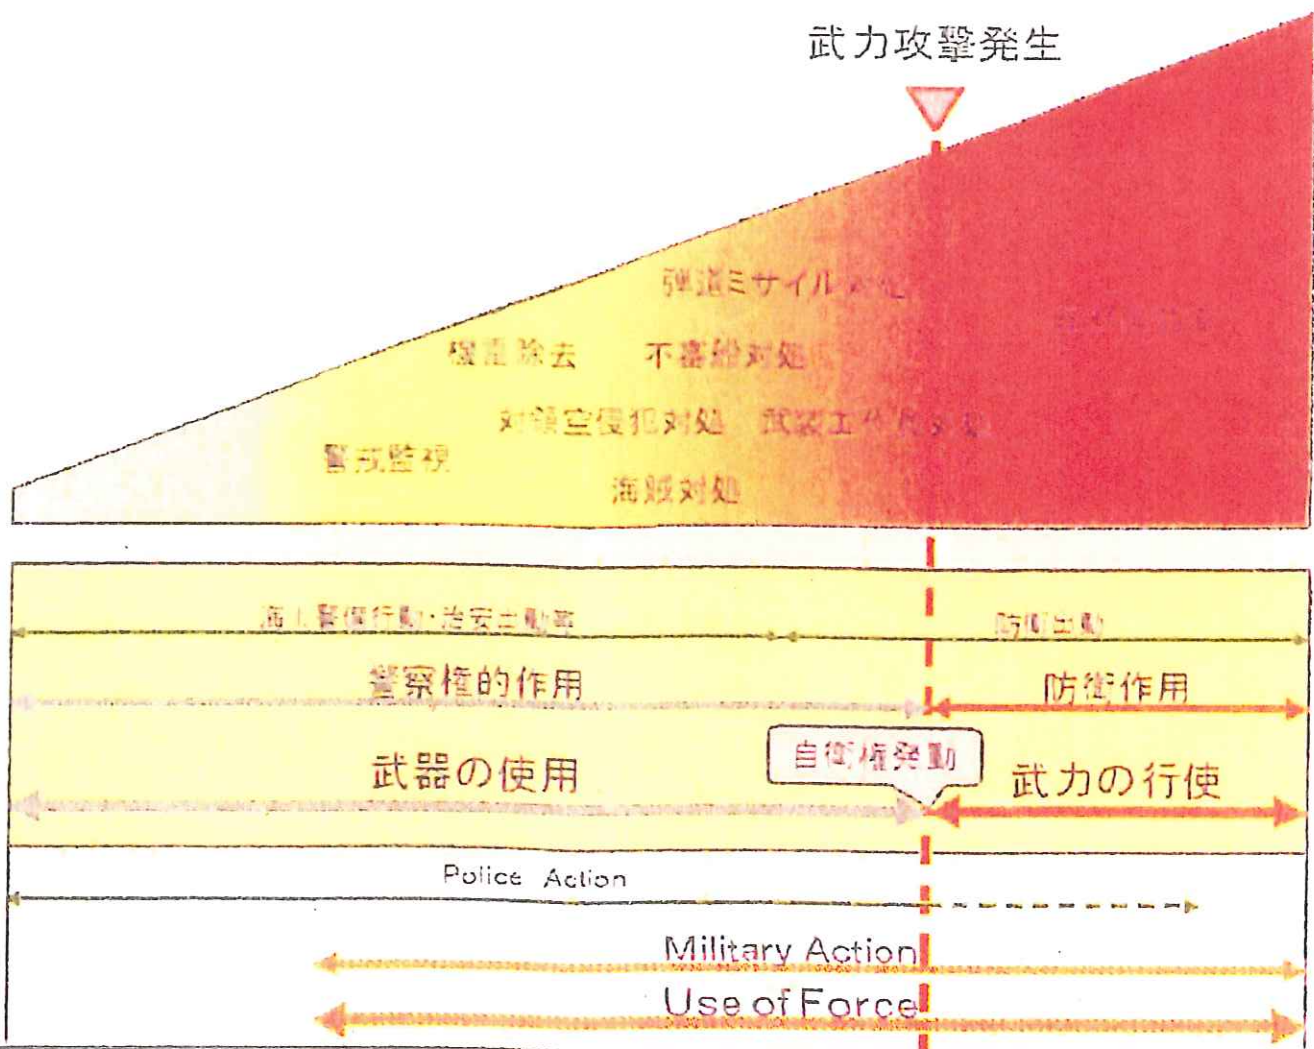 武力攻撃発生
弾道ミサイル対処
機雷除去 不審船対処
対領空侵犯対処 武装工作員対処
警戒監視
海賊対処
海上警備行動・治安出動等 防衛出動
警察権的作用 防衛作用
自衛権発動
武器の使用 武力の行使
Police Action
Military Action
Use of Force